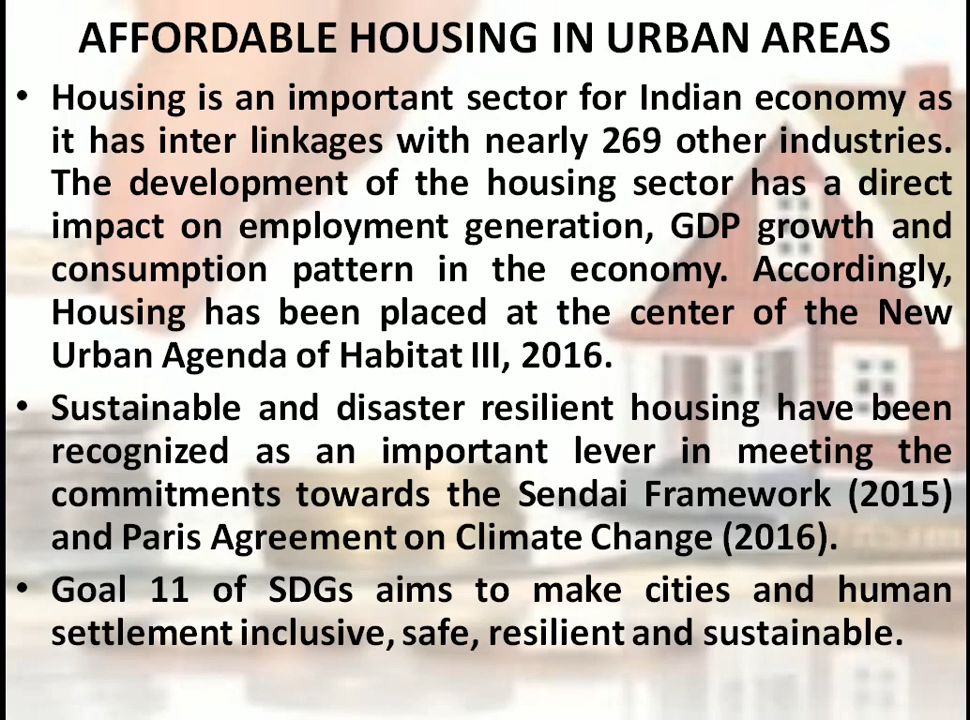 AFFORDABLE HOUSING IN URBAN AREAS
• Housing is an important sector for Indian economy as
it has inter linkages with nearly 269 other industries.
The development of the housing sector has a direct
impact on employment generation, GDP growth and
consumption pattern in the economy. Accordingly,
Housing has been placed at the center of the New
Urban Agenda of Habitat III, 2016.
• Sustainable and disaster resilient housing have been
recognized as an important lever in meeting the
commitments towards the Sendai Framework (2015)
and Paris Agreement on Climate Change (2016).
• Goal 11 of SDGs aims to make cities and human
settlement inclusive, safe, resilient and sustainable.